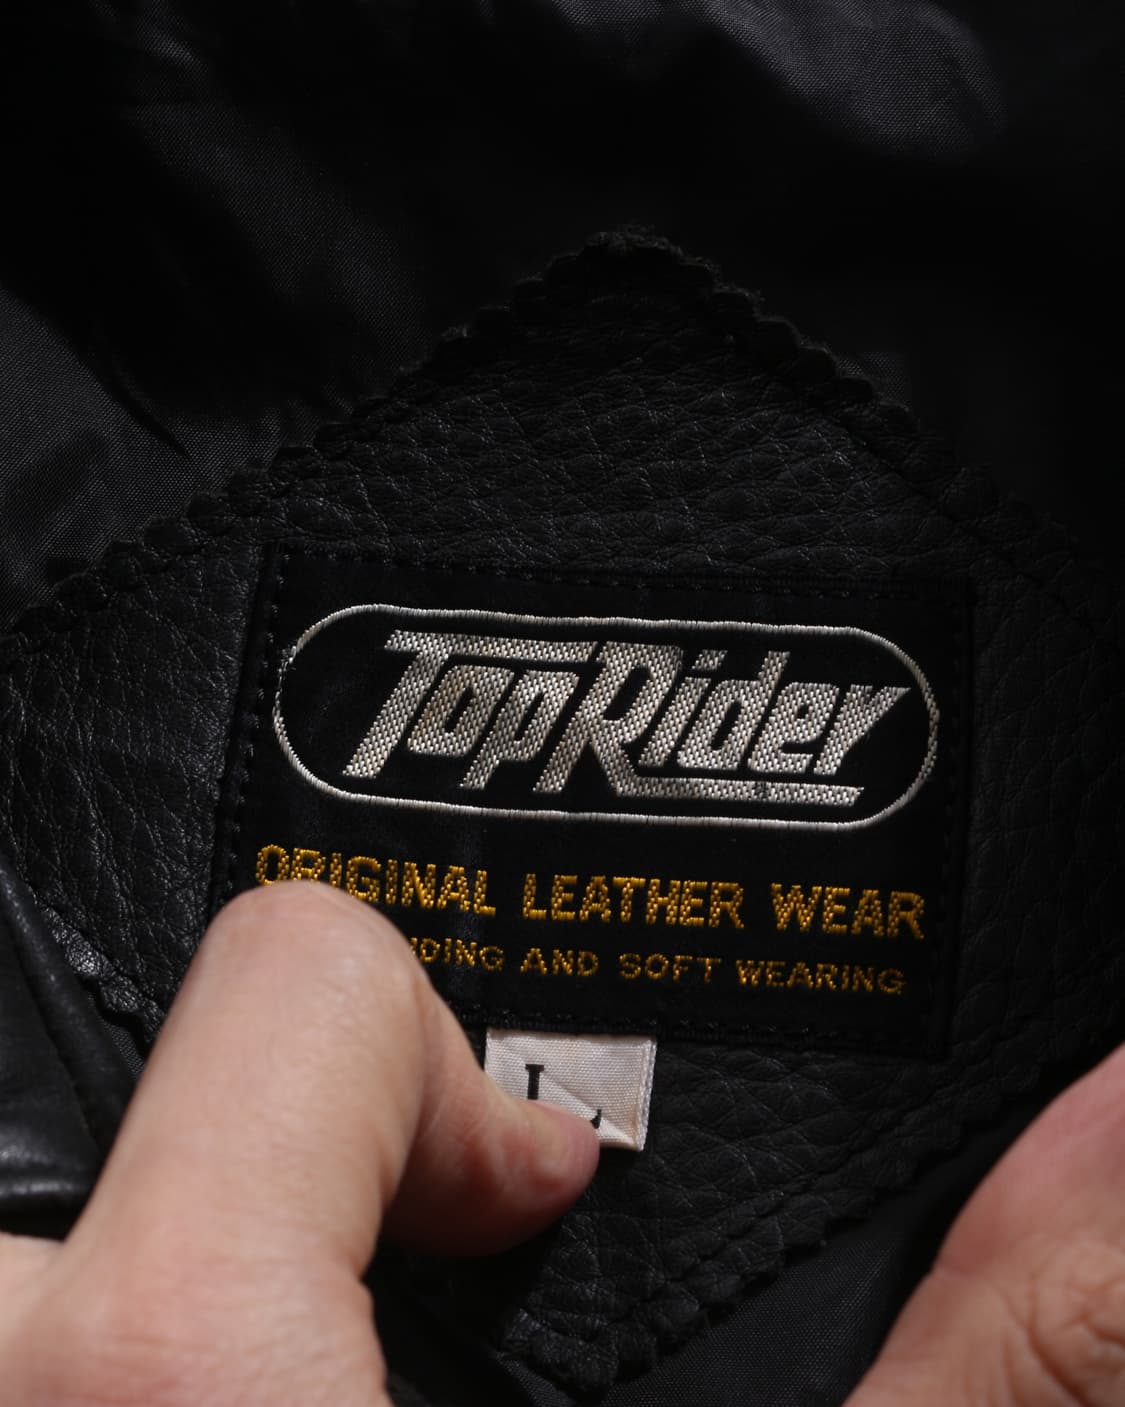 TopRider
ORIGINAL LEATHER WEAR
AND SOFT WEARING
L